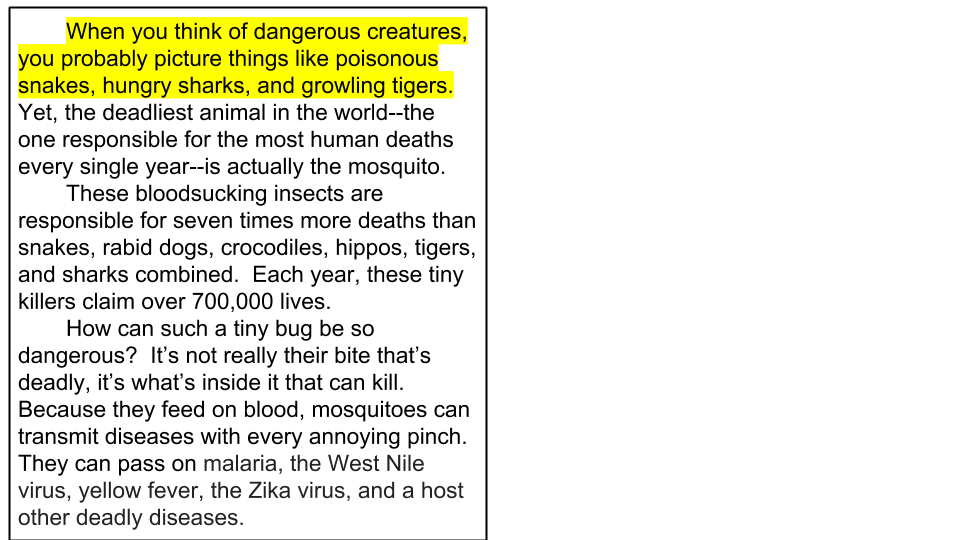 When you think of dangerous creatures,
you probably picture things like poisonous
snakes, hungry sharks, and growling tigers.
Yet, the deadliest animal in the world--the
one responsible for the most human deaths
every single year--is actually the mosquito.
These bloodsucking insects are
responsible for seven times more deaths than
snakes, rabid dogs, crocodiles, hippos, tigers,
and sharks combined.  Each year, these tiny
killers claim over 700,000 lives.
How can such a tiny bug be so
dangerous?  It’s not really their bite that’s
deadly, it’s what’s inside it that can kill.
Because they feed on blood, mosquitoes can
transmit diseases with every annoying pinch.
They can pass on malaria, the West Nile
virus, yellow fever, the Zika virus, and a host
other deadly diseases.